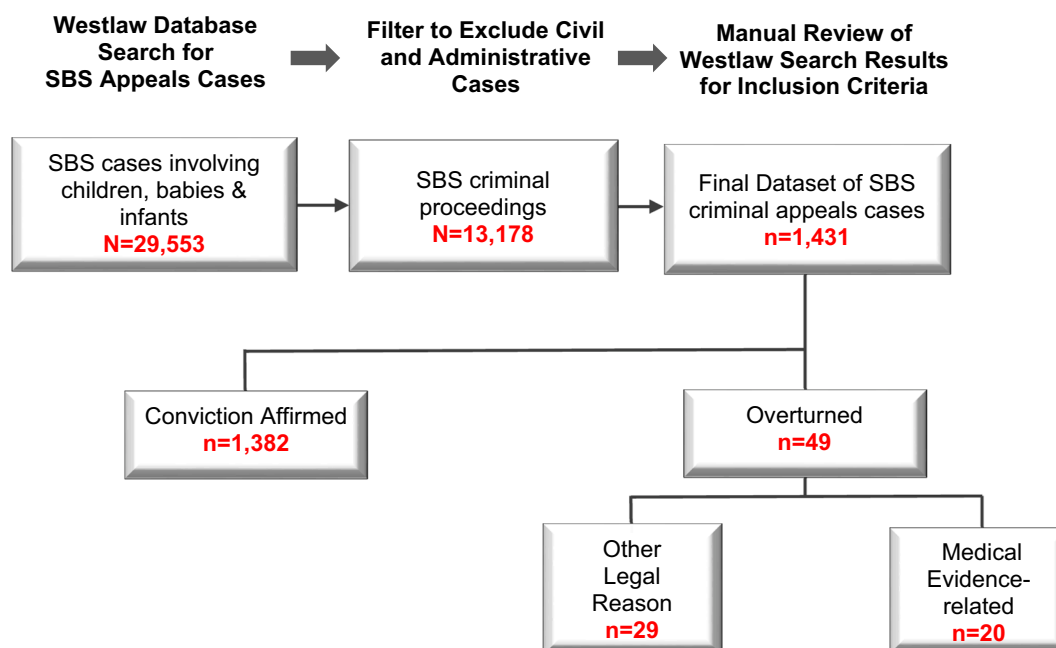 Westlaw Database
Search for
SBS Appeals Cases
Filter to Exclude Civil
and Administrative
Cases
Manual Review of
Westlaw Search Results
for Inclusion Criteria
SBS cases involving
children, babies &
infants
N=29,553
SBS criminal
proceedings
N=13,178
Final Dataset of SBS
criminal appeals cases
n=1,431
Conviction Affirmed
n=1,382
Overturned
n=49
Other
Legal
Reason
n=29
Medical
Evidence-
related
n=20